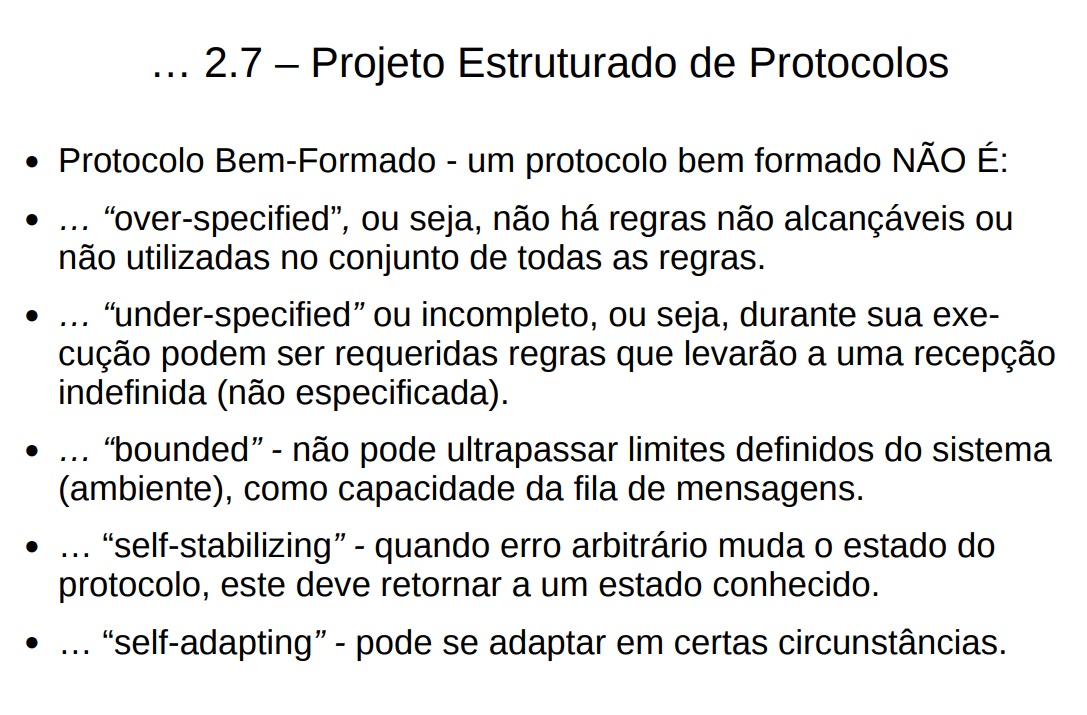 … 2.7 – Projeto Estruturado de Protocolos
• Protocolo Bem-Formado - um protocolo bem formado NÃO É:
• … “over-specified”, ou seja, não há regras não alcançáveis ou
não utilizadas no conjunto de todas as regras.
• … “under-specified” ou incompleto, ou seja, durante sua exe-
cução podem ser requeridas regras que levarão a uma recepção
indefinida (não especificada).
• … “bounded” - não pode ultrapassar limites definidos do sistema
(ambiente), como capacidade da fila de mensagens.
• … “self-stabilizing” - quando erro arbitrário muda o estado do
protocolo, este deve retornar a um estado conhecido.
• … “self-adapting” - pode se adaptar em certas circunstâncias.